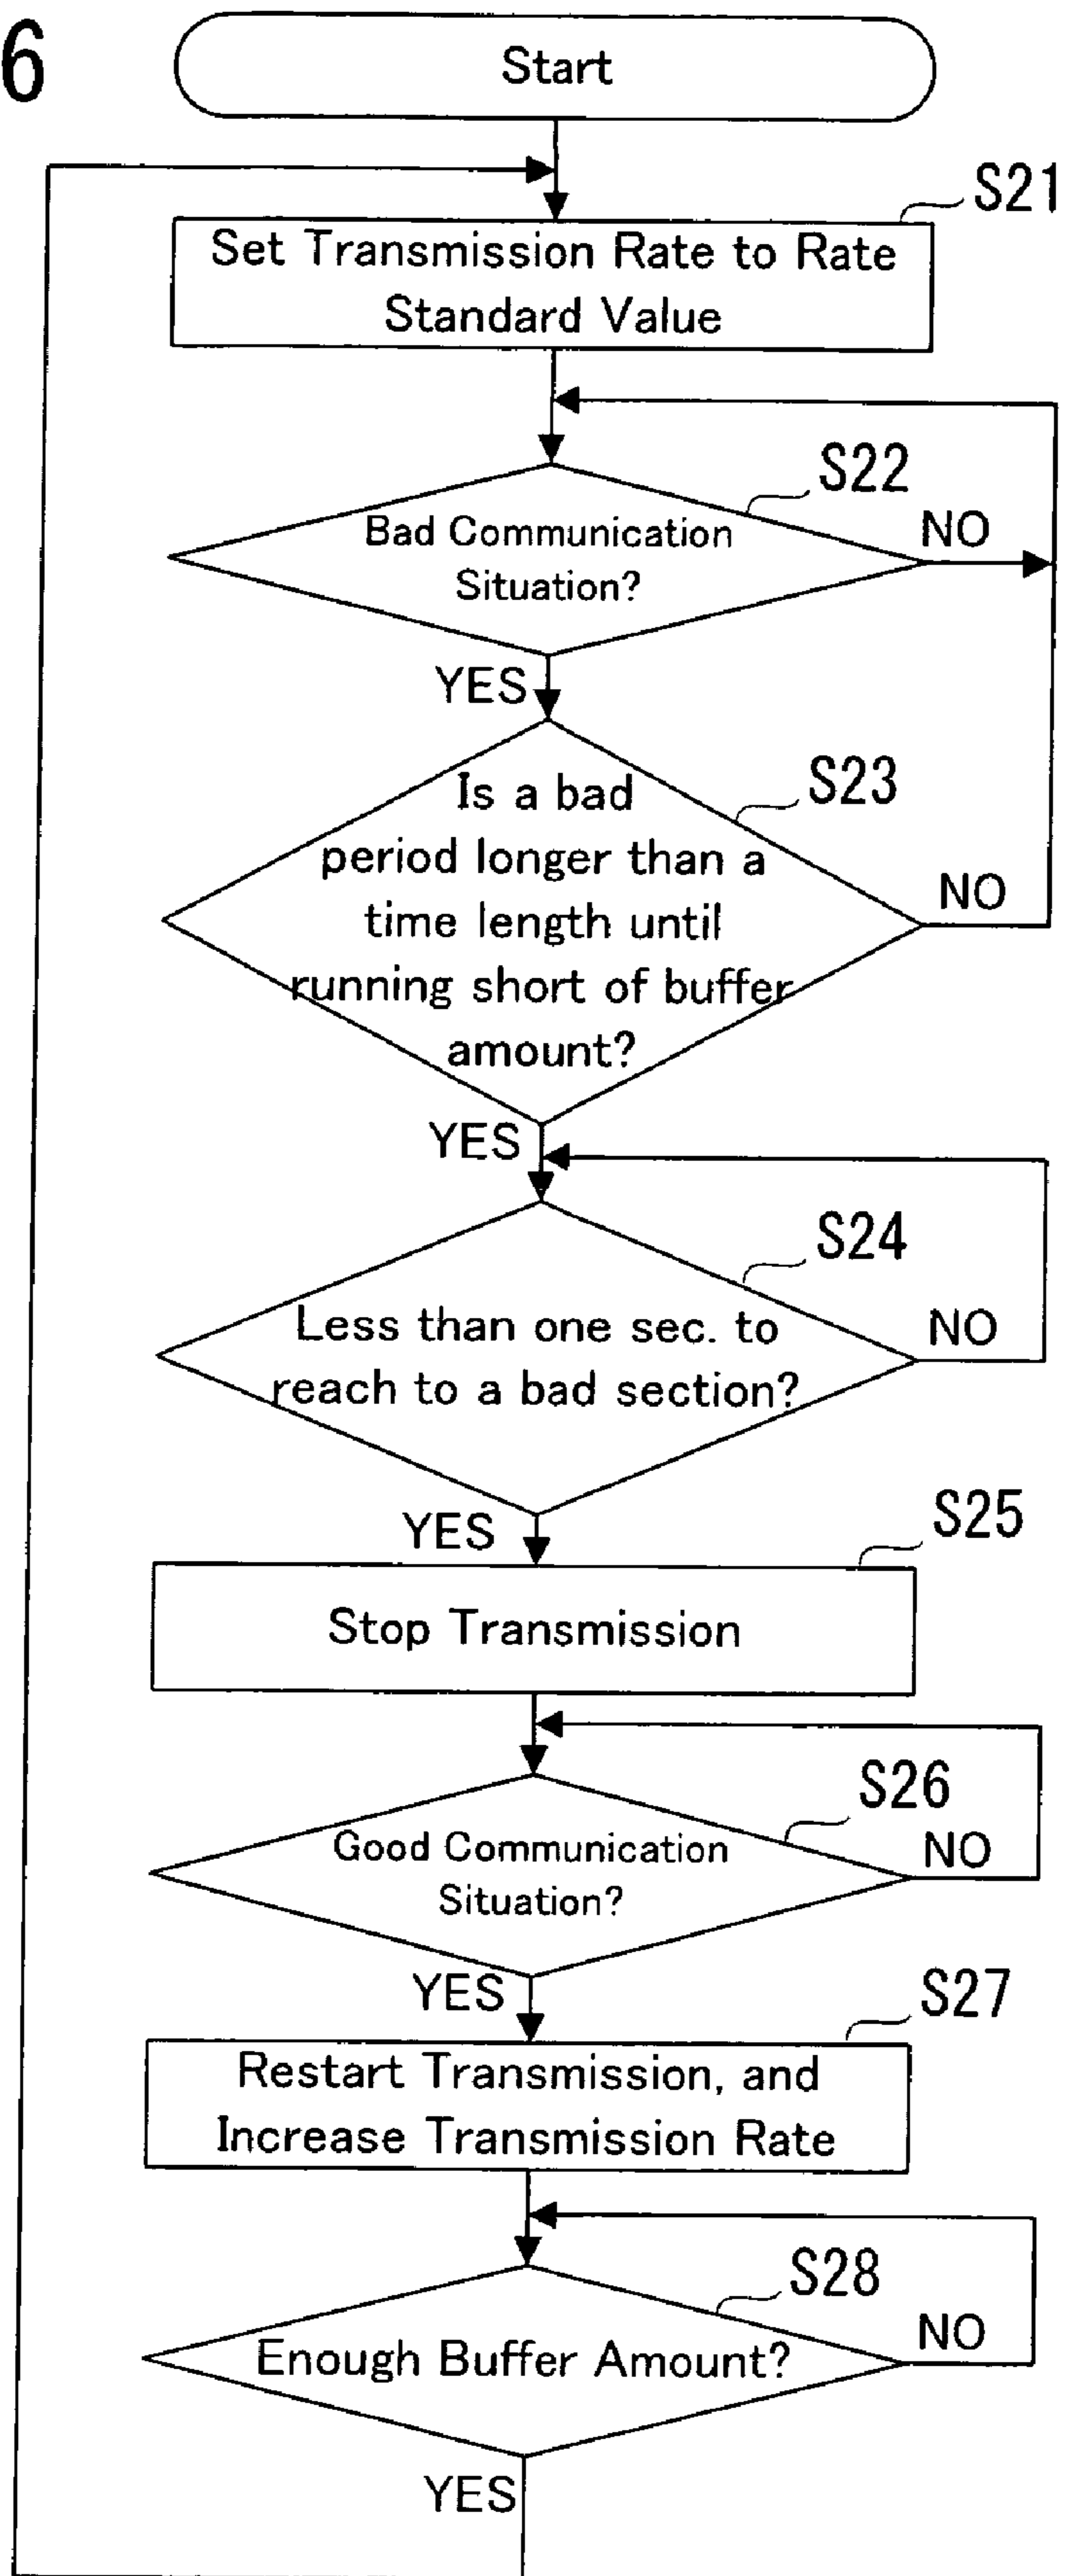 6
Start
S21
Set Transmission Rate to Rate
Standard Value
S22
Bad Communication
Situation?
NO
YES
S23
Is a bad
period longer than a
time length until
running short of buffer
amount?
NO
YES
S24
Less than one sec. to
reach to a bad section?
NO
YES
S25
Stop Transmission
S26
Good Communication
Situation?
NO
YES
S27
Restart Transmission, and
Increase Transmission Rate
S28
Enough Buffer Amount?
NO
YES